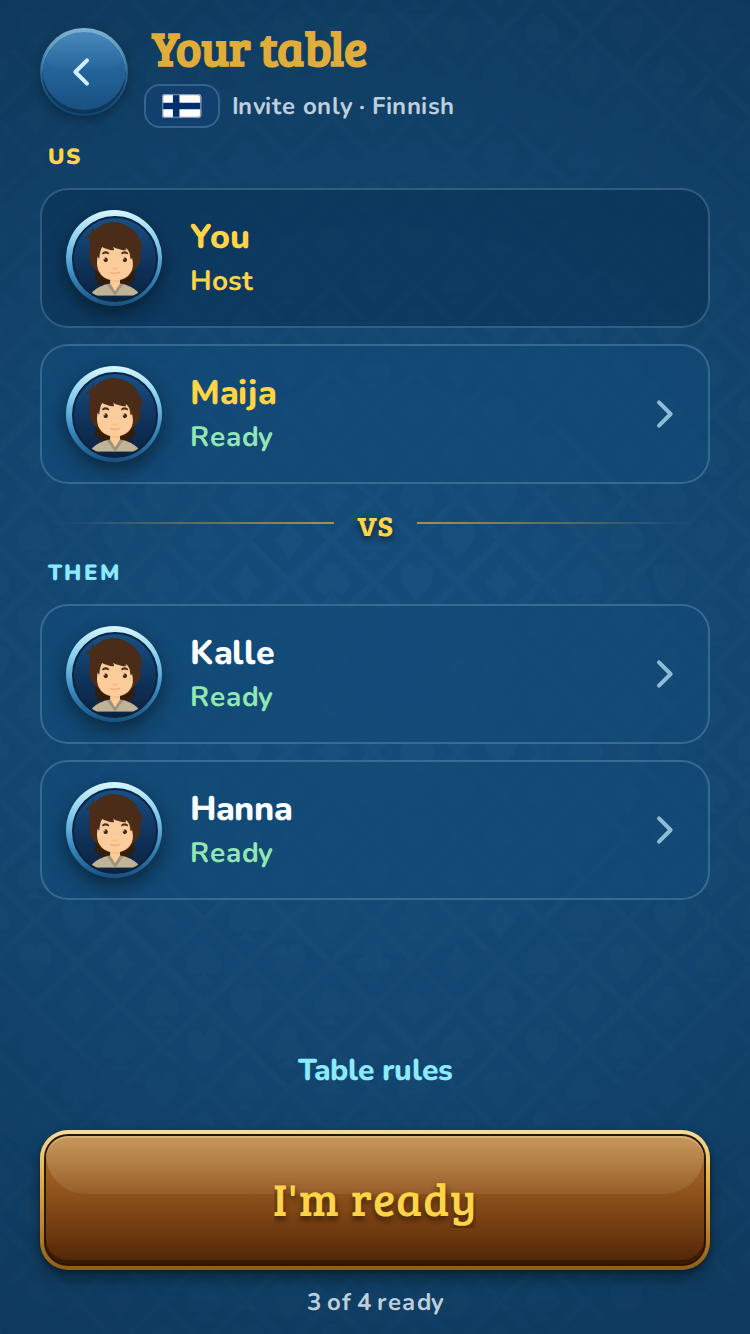 Your table
Invite only · Finnish
US
You
Host
Maija
Ready
VS
THEM
Kalle
Ready
Hanna
Ready
Table rules
I'm ready
3 of 4 ready